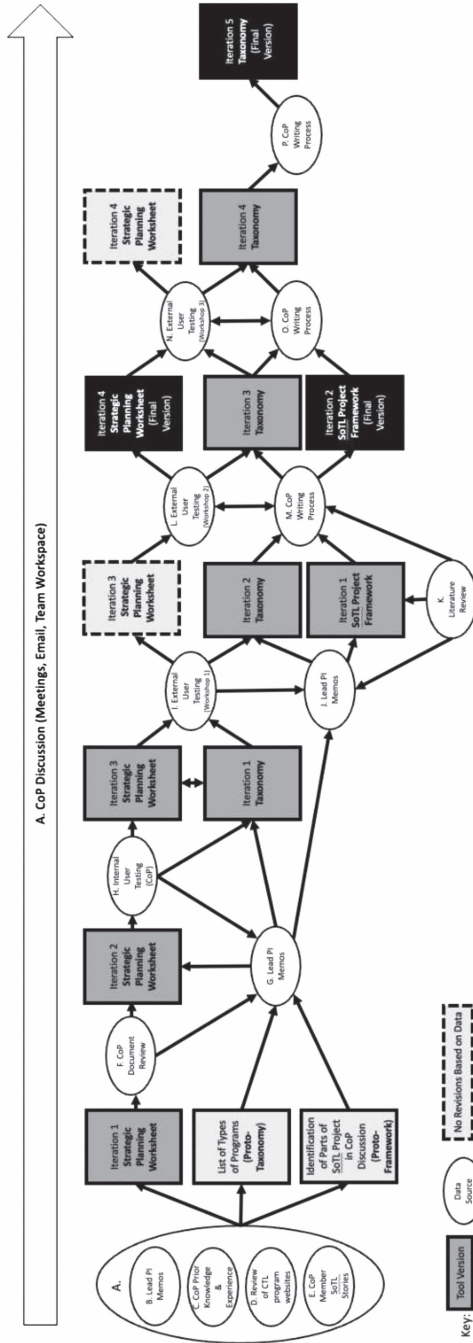 A. CoP Discussion (Meetings, Email, Team Workspace)
A.
B. Lead PI
Memos
C. CoP Prior
Knowledge
&
Experience
D. Review
of CTL
program
websites
E. CoP
Member
SoTL
Stories
Iteration 1
Strategic
Planning
Worksheet
List of Types
of Programs
(Proto-
Taxonomy)
Identification
of Parts of
SoTL Project
in CoP
Discussion
(Proto-
Framework)
F. CoP
Document
Review
Iteration 2
Strategic
Planning
Worksheet
G. Lead PI
Memos
H. Internal
User
Testing
(CoP)
Iteration 3
Strategic
Planning
Worksheet
Iteration 1
Taxonomy
I. External
User
Testing
(Workshop 1)
J. Lead PI
Memos
Iteration 3
Strategic
Planning
Worksheet
Iteration 2
Taxonomy
Iteration 1
SoTL Project
Framework
K.
Literature
Review
L. External
User
Testing
(Workshop 2)
M. CoP
Writing
Process
Iteration 4
Strategic
Planning
Worksheet
(Final
Version)
Iteration 3
Taxonomy
Iteration 2
SoTL Project
Framework
(Final
Version)
N. External
User
Testing
(Workshop 3)
O. CoP
Writing
Process
Iteration 4
Strategic
Planning
Worksheet
Iteration 4
Taxonomy
P. CoP
Writing
Process
Iteration 5
Taxonomy
(Final
Version)
Key:
Tool Version
Data
Source
No Revisions Based on Data